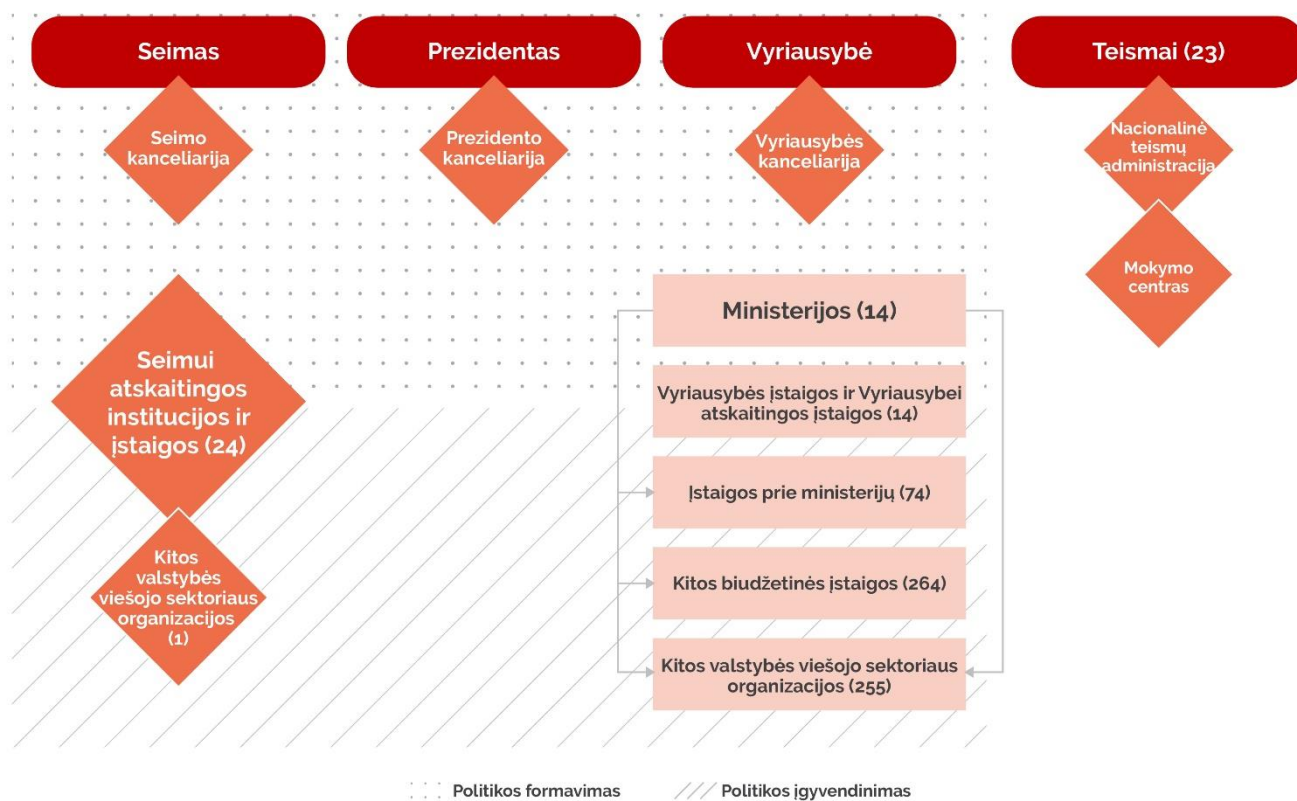 Seimas
Prezidentas
Vyriausybė
Teismai (23)
Seimo
kanceliarija
Prezidento
kanceliarija
Vyriausybės
kanceliarija
Nacionalinė
teismų
administracija
Mokymo
centras
Seimui
atskaitingos
institucijos ir
įstaigos (24)
Kitos
valstybės
viešojo sektoriaus
organizacijos
(1)
Ministerijos (14)
Vyriausybės įstaigos ir Vyriausybei
atskaitingos įstaigos (14)
Įstaigos prie ministerijų (74)
Kitos biudžetinės įstaigos (264)
Kitos valstybės viešojo sektoriaus
organizacijos (255)
Politikos formavimas
Politikos įgyvendinimas